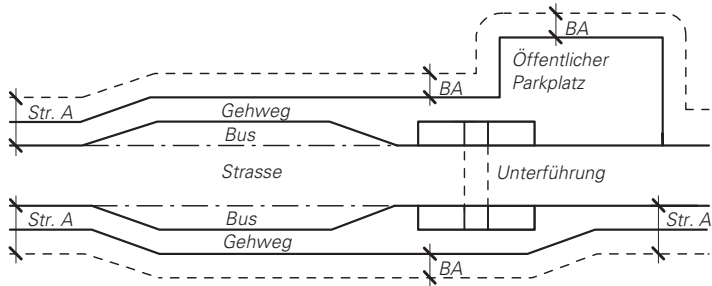 BA
Öffentlicher
Parkplatz
BA
Str. A
Gehweg
Bus
Strasse
Unterführung
Str. A
Bus
Str. A
Gehweg
BA